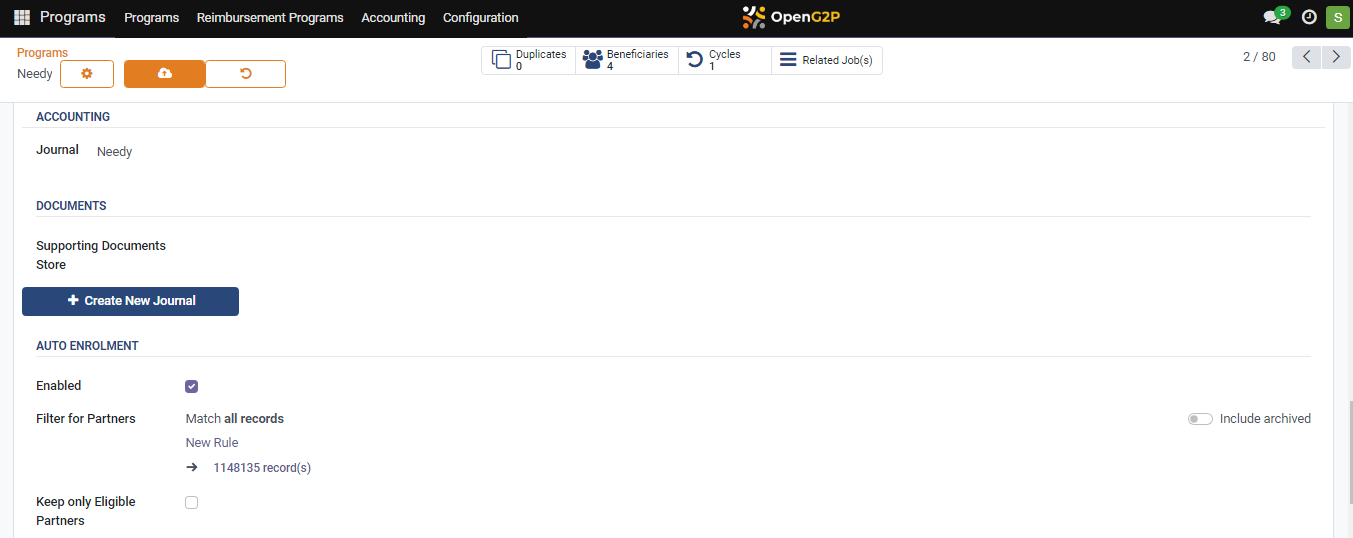 Programs Programs Reimbursement Programs Accounting Configuration OpenG2P 3 S
Programs
Needy
Duplicates 0
Beneficiaries 4
Cycles 1
Related Job(s)
2 / 80
ACCOUNTING
Journal Needy
DOCUMENTS
Supporting Documents
Store
Create New Journal
AUTO ENROLMENT
Enabled
Filter for Partners Match all records Include archived
New Rule
1148135 record(s)
Keep only Eligible
Partners